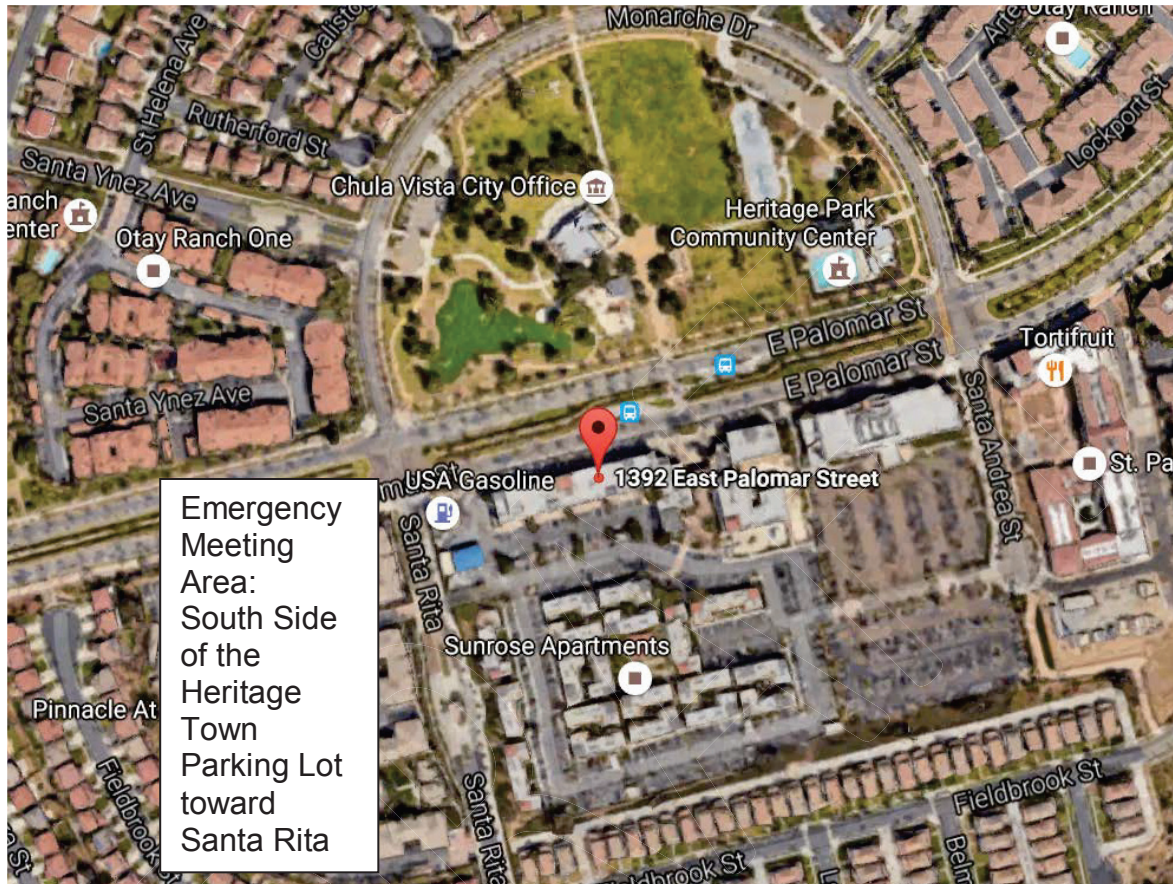 Monarche Dr
Otay Ranch
St Helena Ave
Rutherford St
Lockport St
Santa Ynez Ave
Chula Vista City Office
Heritage Park
Community Center
Otay Ranch One
E Palomar St
Tortifruit
E Palomar St
Santa Ynez Ave
Santa Andrea St
USA Gasoline
1392 East Palomar Street
St. Pa
Santa Rita
Emergency
Meeting
Area:
South Side
of the
Heritage
Town
Parking Lot
toward
Santa Rita
Sunrose Apartments
Pinnacle At
Fieldbrook St
Fieldbrook St
Santa Rita
Fieldbrook St